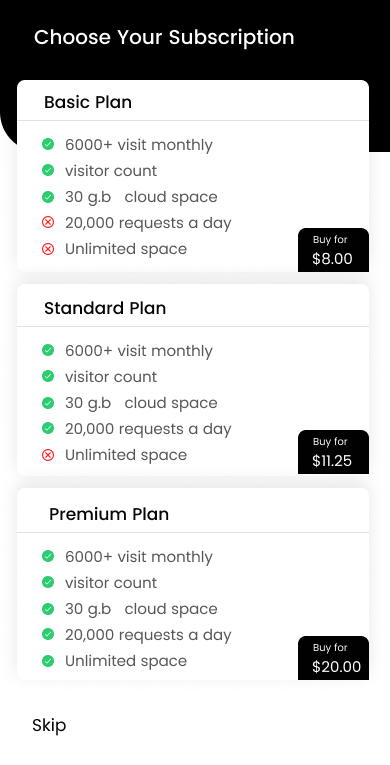 Choose Your Subscription
Basic Plan
6000+ visit monthly
visitor count
30 g.b cloud space
20,000 requests a day
Unlimited space
Buy for
$8.00
Standard Plan
6000+ visit monthly
visitor count
30 g.b cloud space
20,000 requests a day
Unlimited space
Buy for
$11.25
Premium Plan
6000+ visit monthly
visitor count
30 g.b cloud space
20,000 requests a day
Unlimited space
Buy for
$20.00
Skip